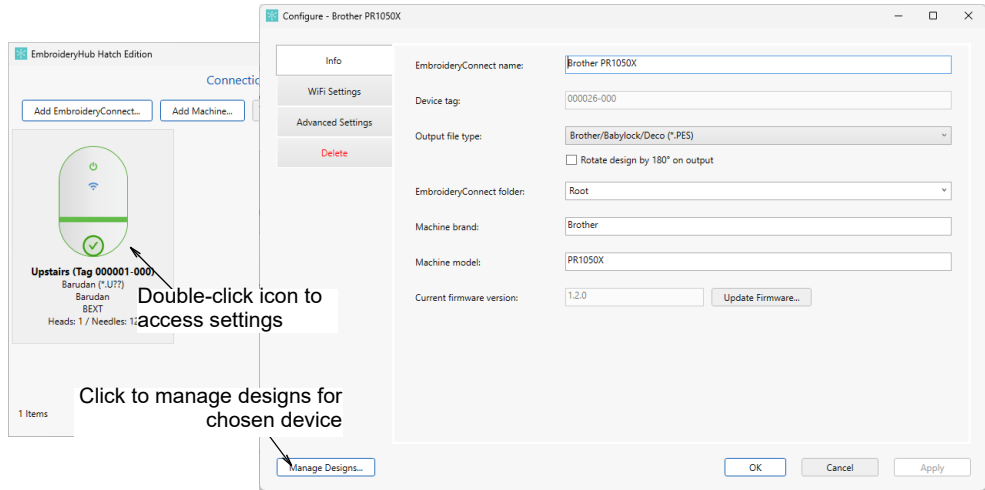 Configure - Brother PR1050X
EmbroideryHub Hatch Edition
Connectio
Add EmbroideryConnect...
Add Machine...
Upstairs (Tag 000001-000)
Barudan (*.U??)
Barudan
BEXT
Heads: 1 / Needles: 12
Double-click icon to
access settings
Click to manage designs for
chosen device
1 Items
Info
WiFi Settings
Advanced Settings
Delete
EmbroideryConnect name:
Brother PR1050X
Device tag:
000026-000
Output file type:
Brother/Babylock/Deco (*.PES)
Rotate design by 180° on output
EmbroideryConnect folder:
Root
Machine brand:
Brother
Machine model:
PR1050X
Current firmware version:
1.2.0
Update Firmware...
Manage Designs...
OK
Cancel
Apply